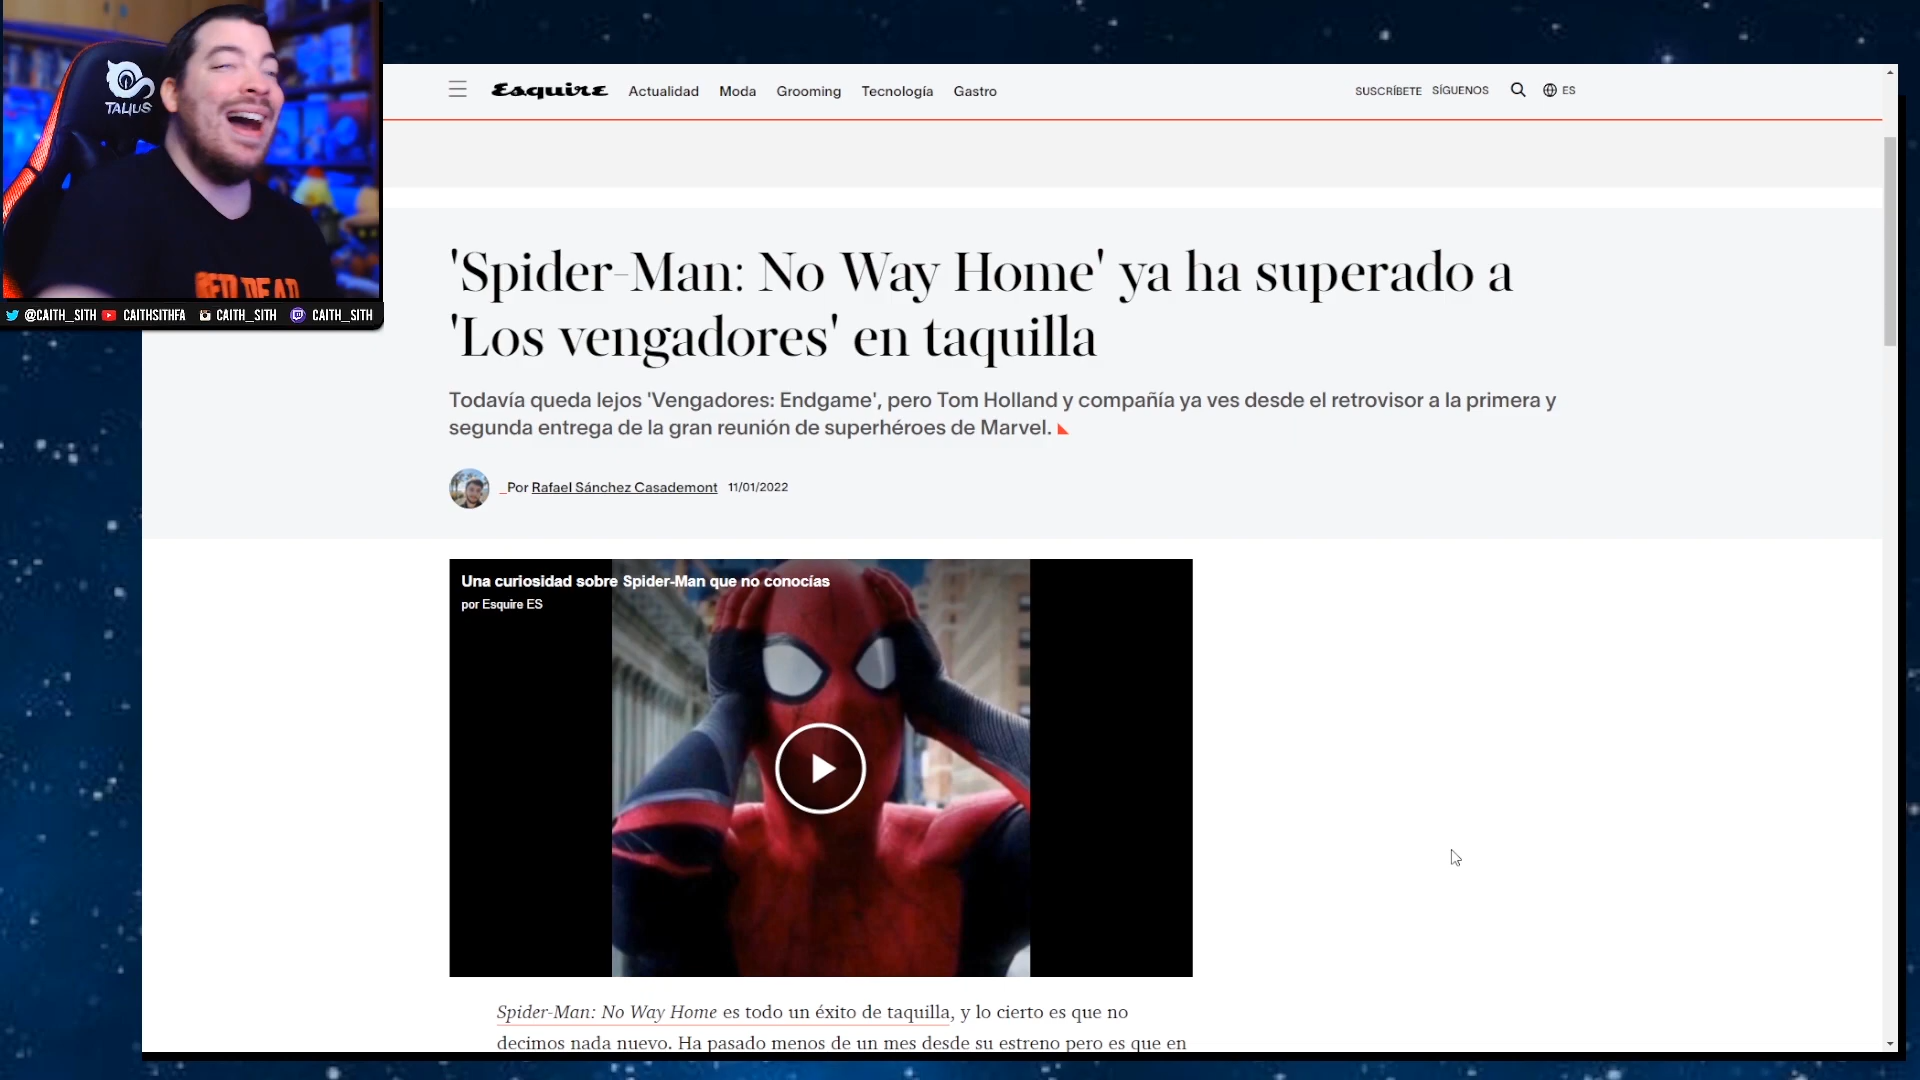 TALIUS
RED DEAD
@CAITH_SITH CAITHSITHFA CAITH_SITH CAITH_SITH
Esquire Actualidad Moda Grooming Tecnología Gastro SUSCRÍBETE SÍGUENOS ES
'Spider-Man: No Way Home' ya ha superado a
'Los vengadores' en taquilla
Todavía queda lejos 'Vengadores: Endgame', pero Tom Holland y compañía ya ves desde el retrovisor a la primera y
segunda entrega de la gran reunión de superhéroes de Marvel.
_Por Rafael Sánchez Casademont 11/01/2022
Una curiosidad sobre Spider-Man que no conocías
por Esquire ES
Spider-Man: No Way Home es todo un éxito de taquilla, y lo cierto es que no
decimos nada nuevo. Ha pasado menos de un mes desde su estreno pero es que en